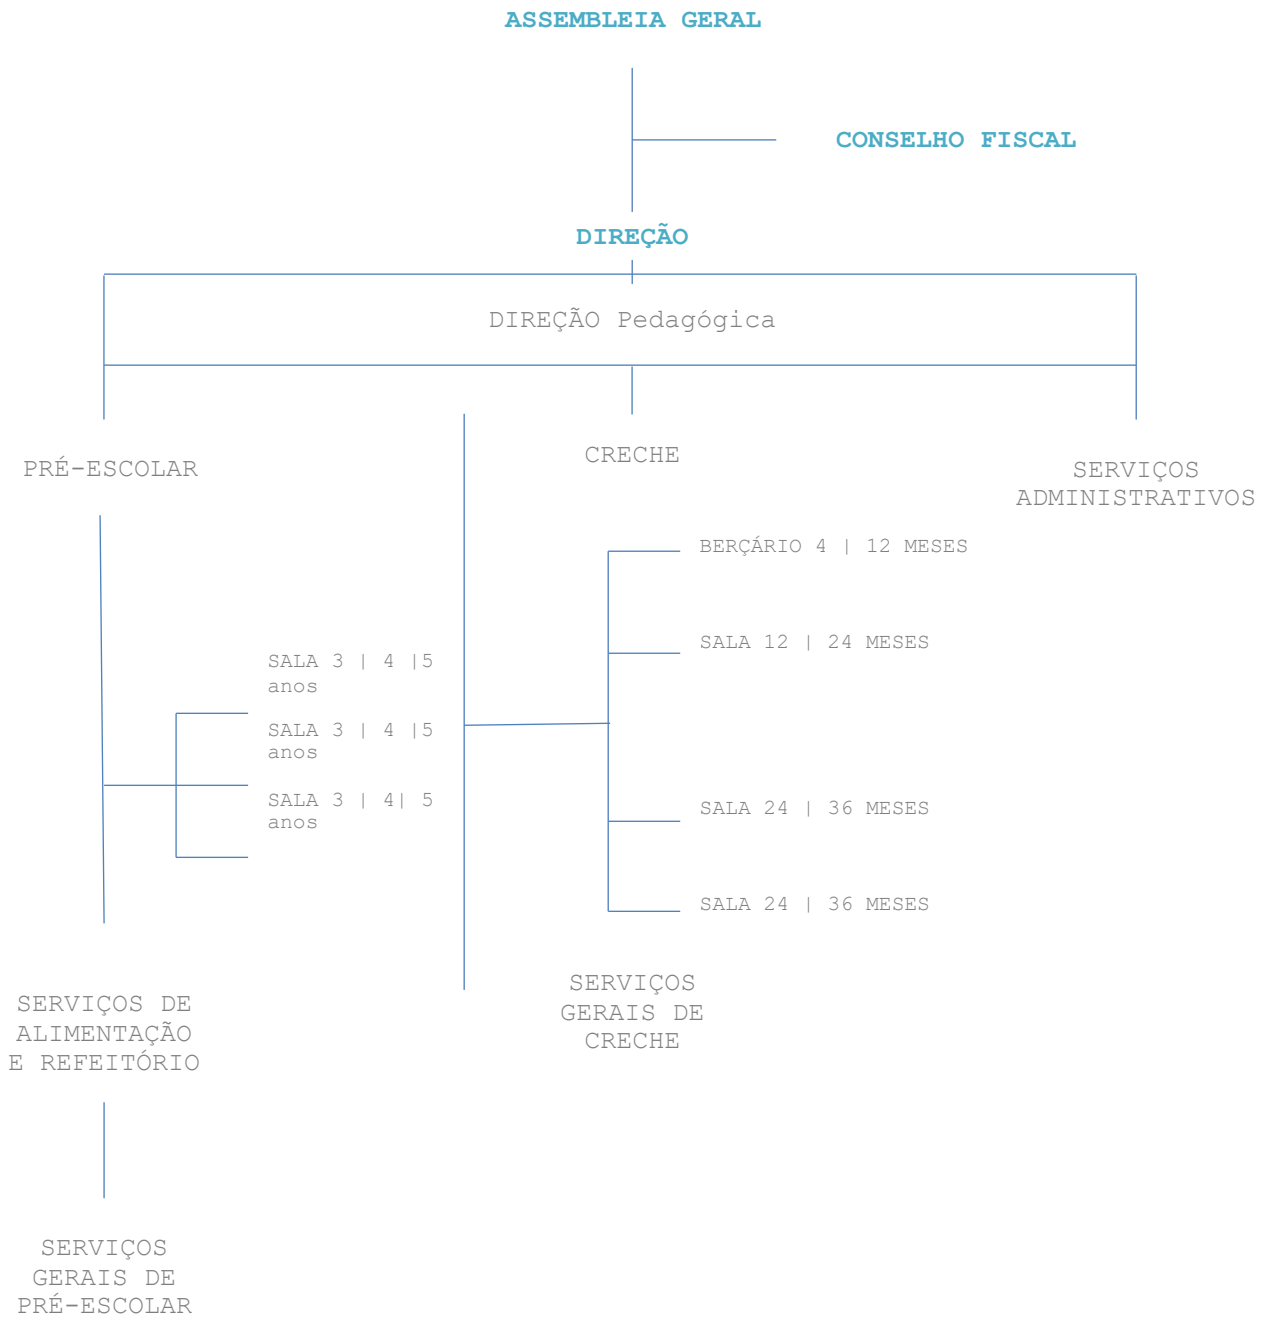 ASSEMBLEIA GERAL
CONSELHO FISCAL
DIREÇÃO
DIREÇÃO Pedagógica
PRÉ-ESCOLAR
CRECHE
SERVIÇOS
ADMINISTRATIVOS
SALA 3 | 4 |5
anos
SALA 3 | 4 |5
anos
SALA 3 | 4| 5
anos
BERÇÁRIO 4 | 12 MESES
SALA 12 | 24 MESES
SALA 24 | 36 MESES
SALA 24 | 36 MESES
SERVIÇOS DE
ALIMENTAÇÃO
E REFEITÓRIO
SERVIÇOS
GERAIS DE
CRECHE
SERVIÇOS
GERAIS DE
PRÉ-ESCOLAR